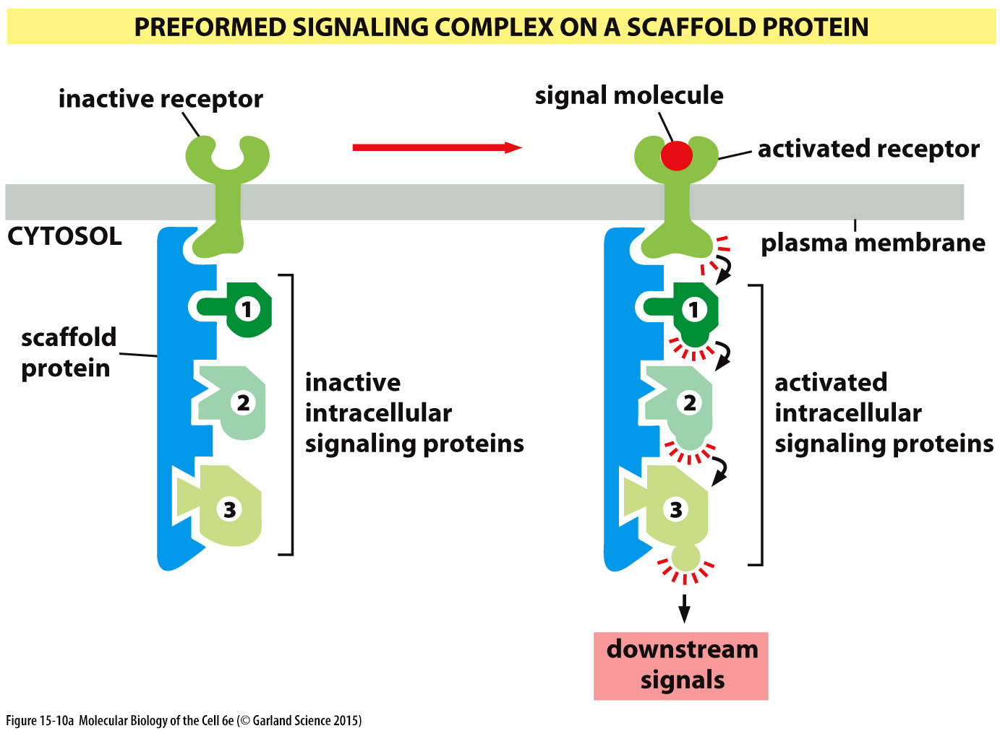 PREFORMED SIGNALING COMPLEX ON A SCAFFOLD PROTEIN
inactive receptor
signal molecule
activated receptor
CYTOSOL
plasma membrane
scaffold
protein
1
2
3
inactive
intracellular
signaling proteins
1
2
3
activated
intracellular
signaling proteins
downstream
signals
Figure 15-10a Molecular Biology of the Cell 6e (© Garland Science 2015)